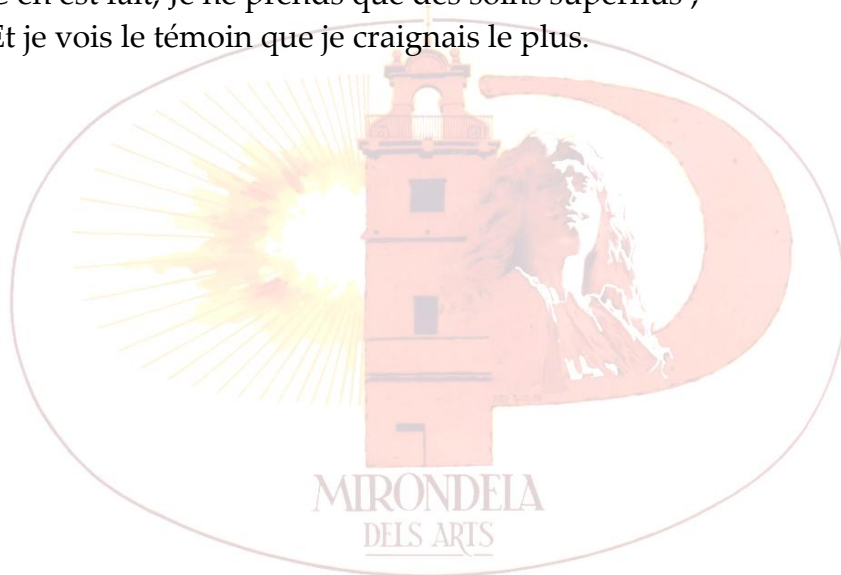 en est fait, je ne prends que des soins superflus ;
Et je vois le témoin que je craignais le plus.
MIRONDELA
DELS ARTS